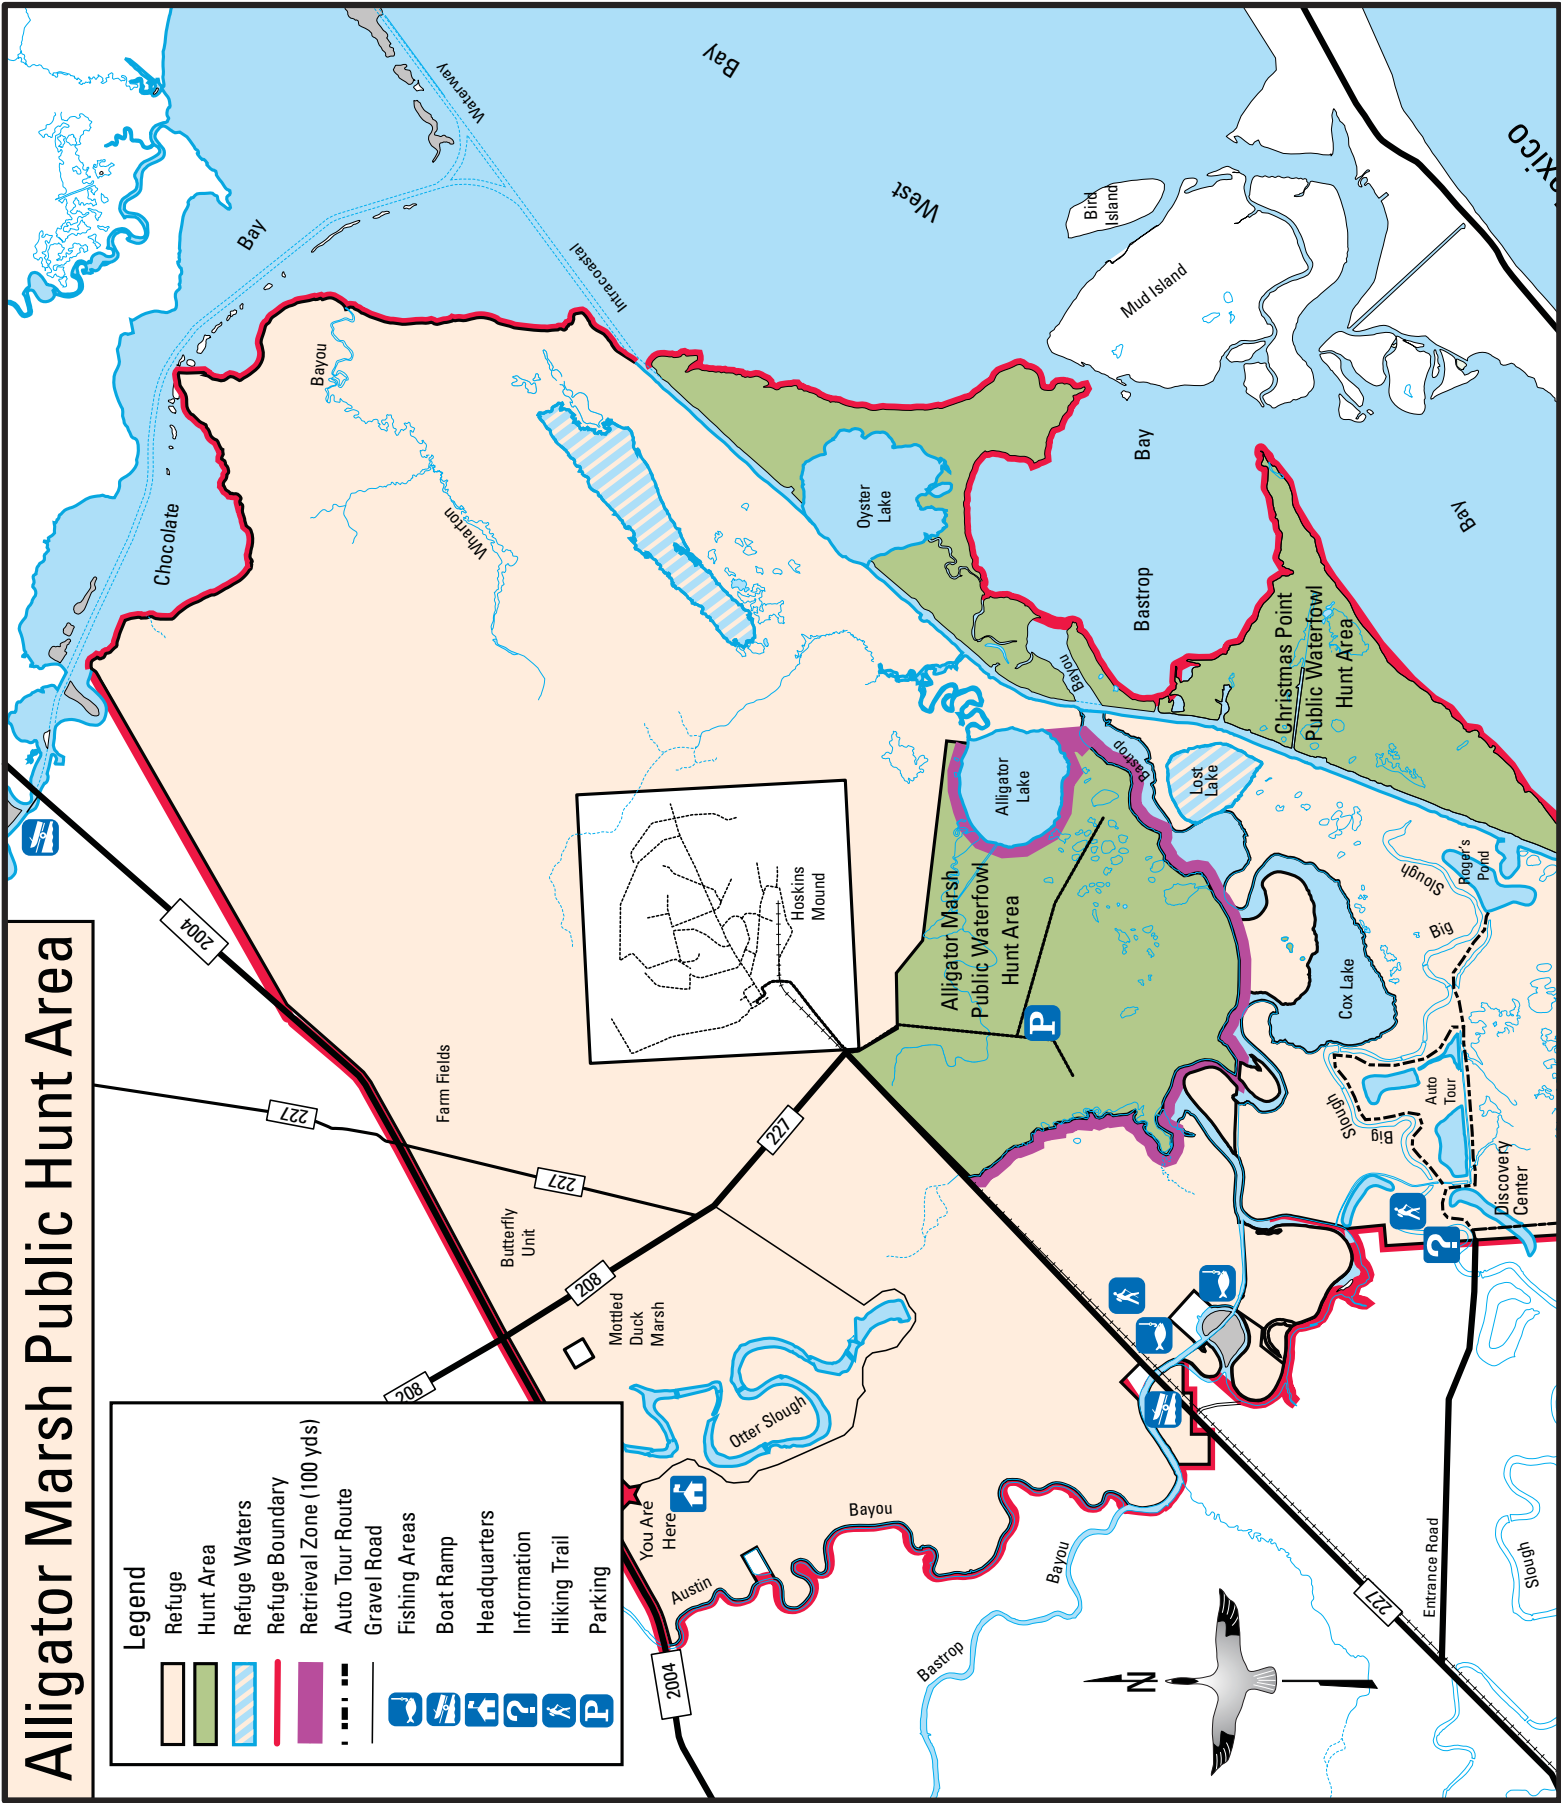 Alligator Marsh Public Hunt Area
Legend
Refuge
Hunt Area
Refuge Waters
Refuge Boundary
Retrieval Zone (100 yds)
Auto Tour Route
Gravel Road
Fishing Areas
Boat Ramp
Headquarters
?
Information
Hiking Trail
P
Parking
2004
2004
227
227
227
227
208
208
Chocolate
Bay
Waterway
Intracoastal
West
Bay
Bayou
Wharton
Bird
Island
Mud Island
Oyster
Lake
Bastrop
Bay
Bay
Christmas Point
Public Waterfowl
Hunt Area
Bayou
Bastrop
Alligator
Lake
Lost
Lake
Alligator Marsh
Public Waterfowl
Hunt Area
P
Hoskins
Mound
Farm Fields
Butterfly
Unit
Mottled
Duck
Marsh
Otter Slough
You Are
Here
Austin
Bayou
Bastrop
Bayou
Cox Lake
Slough
Big
Roger's
Pond
Slough
Big
Auto
Tour
Discovery
Center
?
Entrance Road
Slough
N